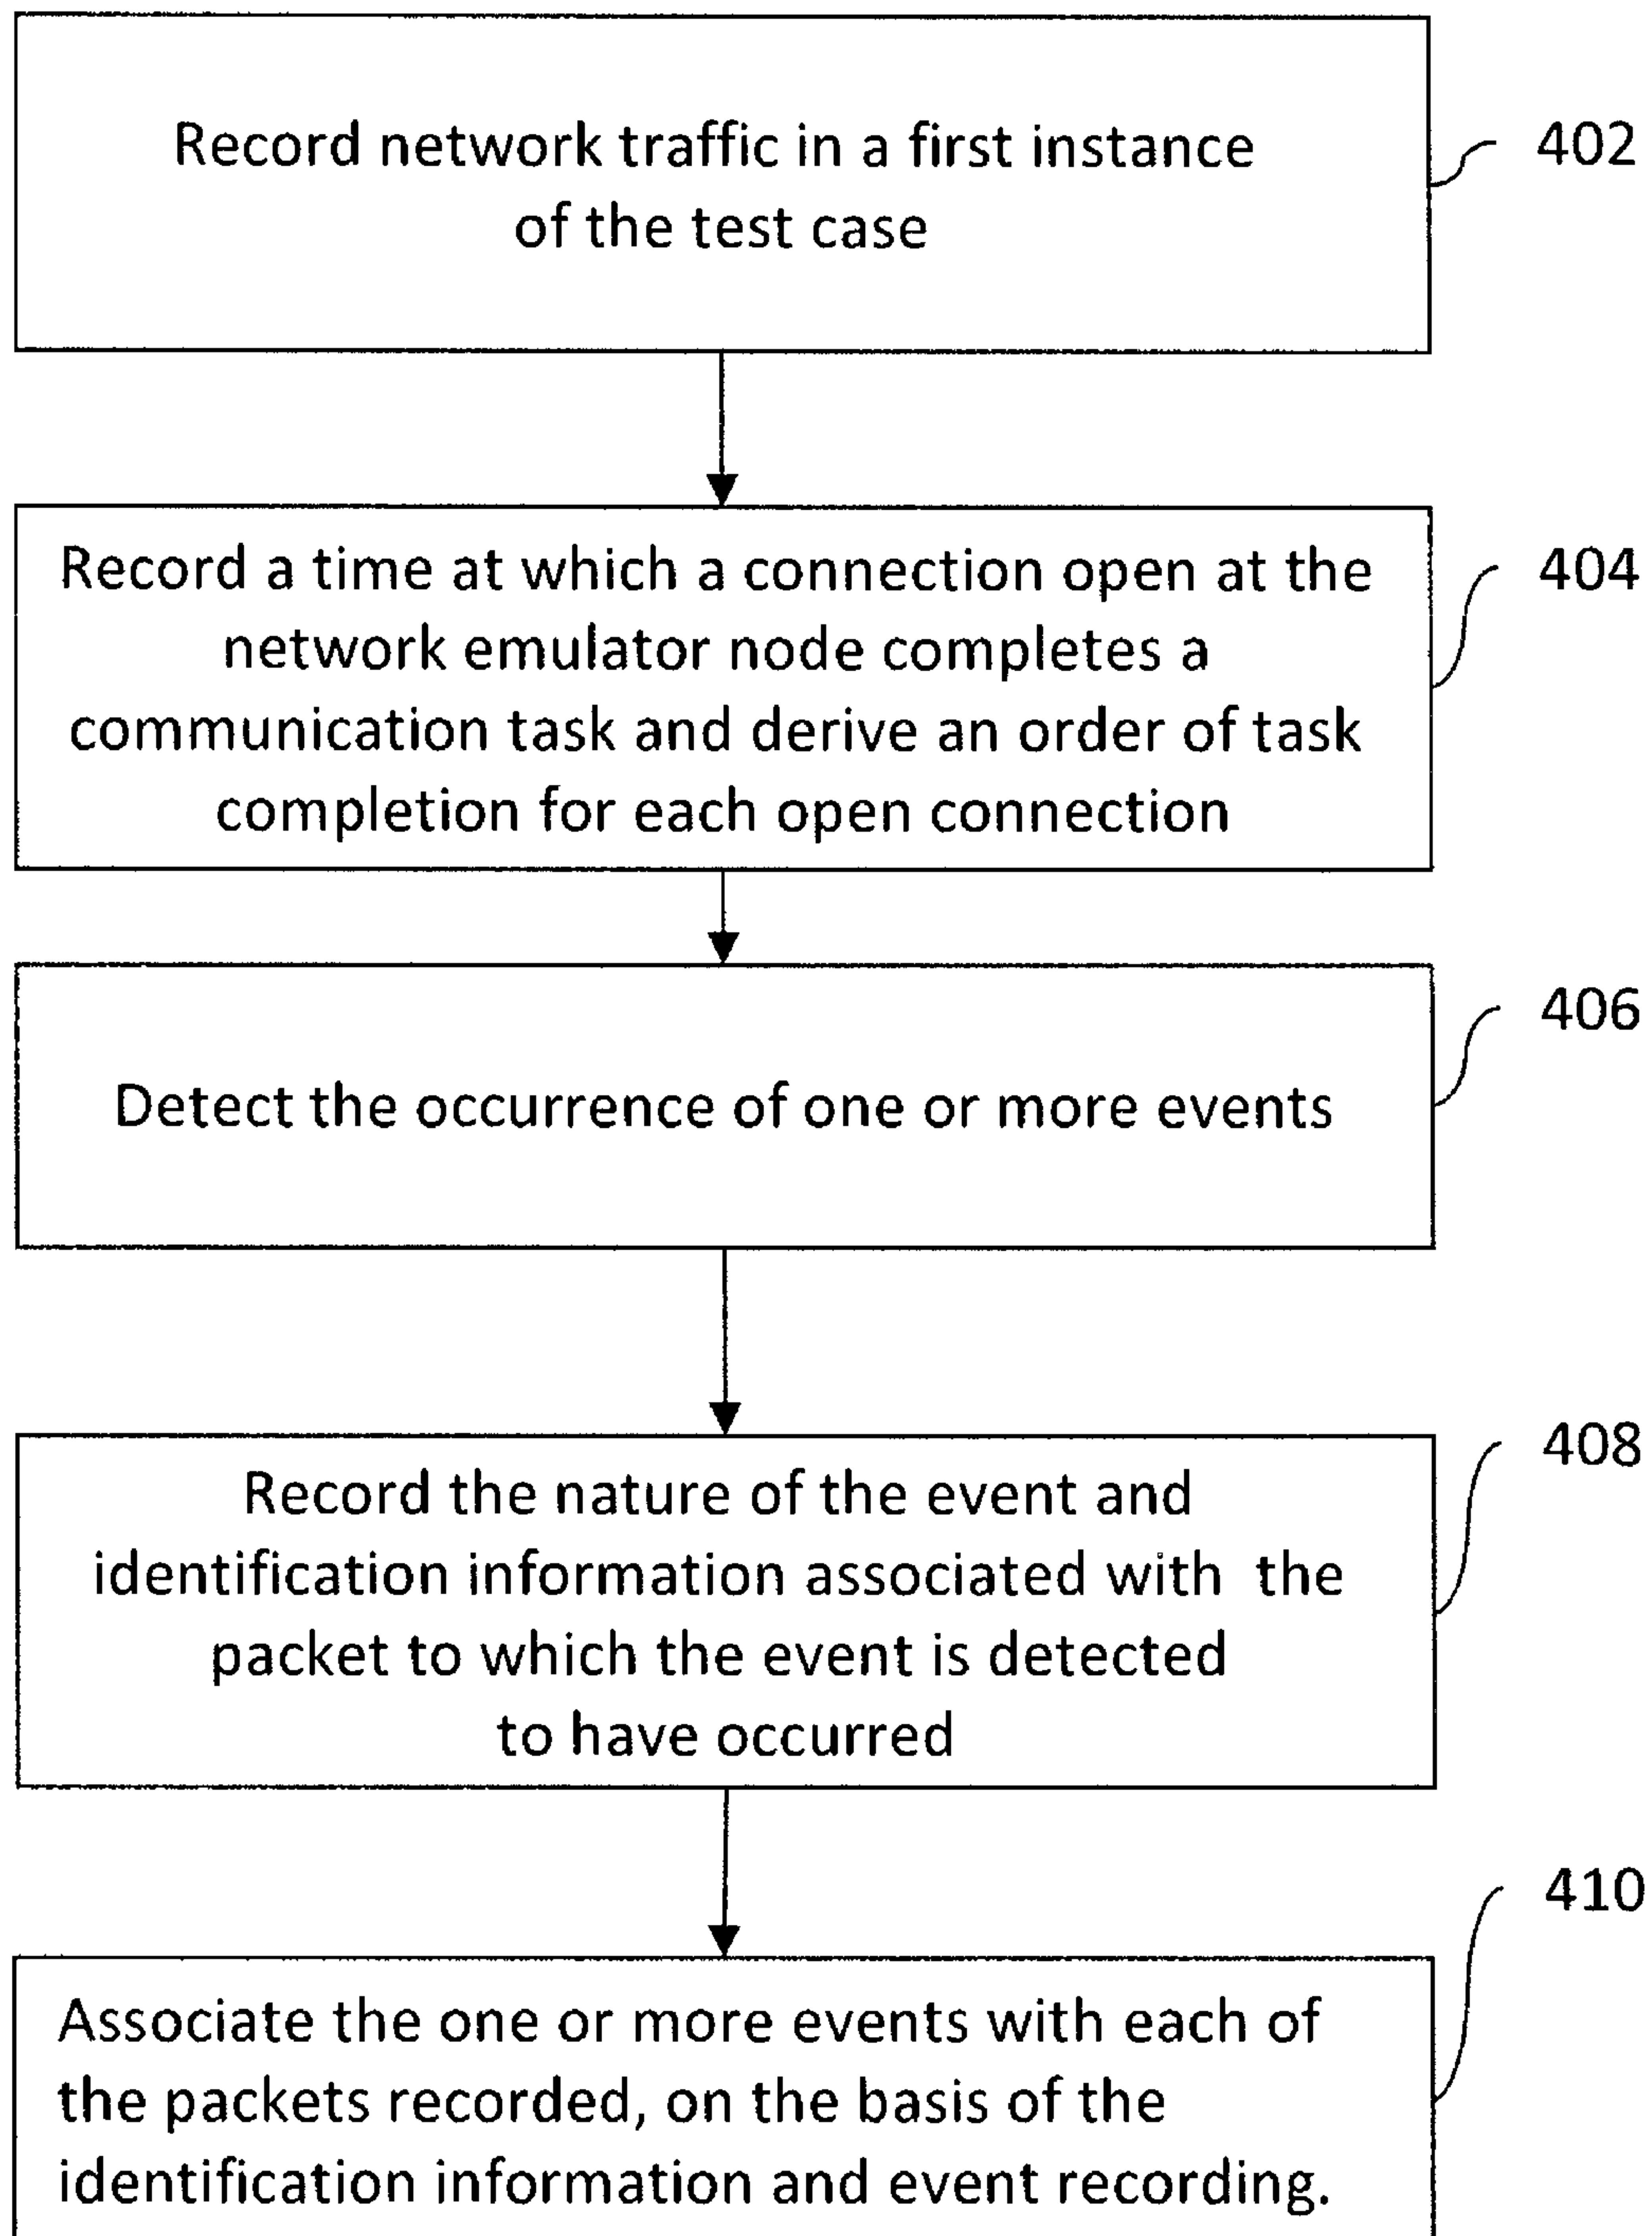 Record network traffic in a first instance
of the test case
402
Record a time at which a connection open at the
network emulator node completes a
communication task and derive an order of task
completion for each open connection
404
Detect the occurrence of one or more events
406
Record the nature of the event and
identification information associated with the
packet to which the event is detected
to have occurred
408
Associate the one or more events with each of
the packets recorded, on the basis of the
identification information and event recording.
410